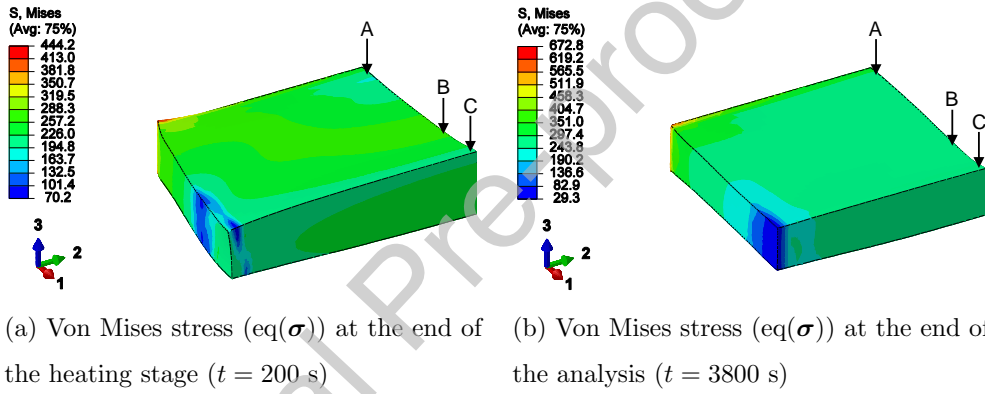 S, Mises
(Avg: 75%)
444.2
413.0
381.8
350.7
319.5
288.3
257.2
226.0
194.8
163.7
132.5
101.4
70.2
A
B
C
3
2
1
S, Mises
(Avg: 75%)
672.8
619.2
565.5
511.9
458.3
404.7
351.0
297.4
243.8
190.2
136.6
82.9
29.3
A
B
C
3
2
1
(a) Von Mises stress (eq(σ)) at the end of
the heating stage (t = 200 s)
(b) Von Mises stress (eq(σ)) at the end of
the analysis (t = 3800 s)
al Pre-proo